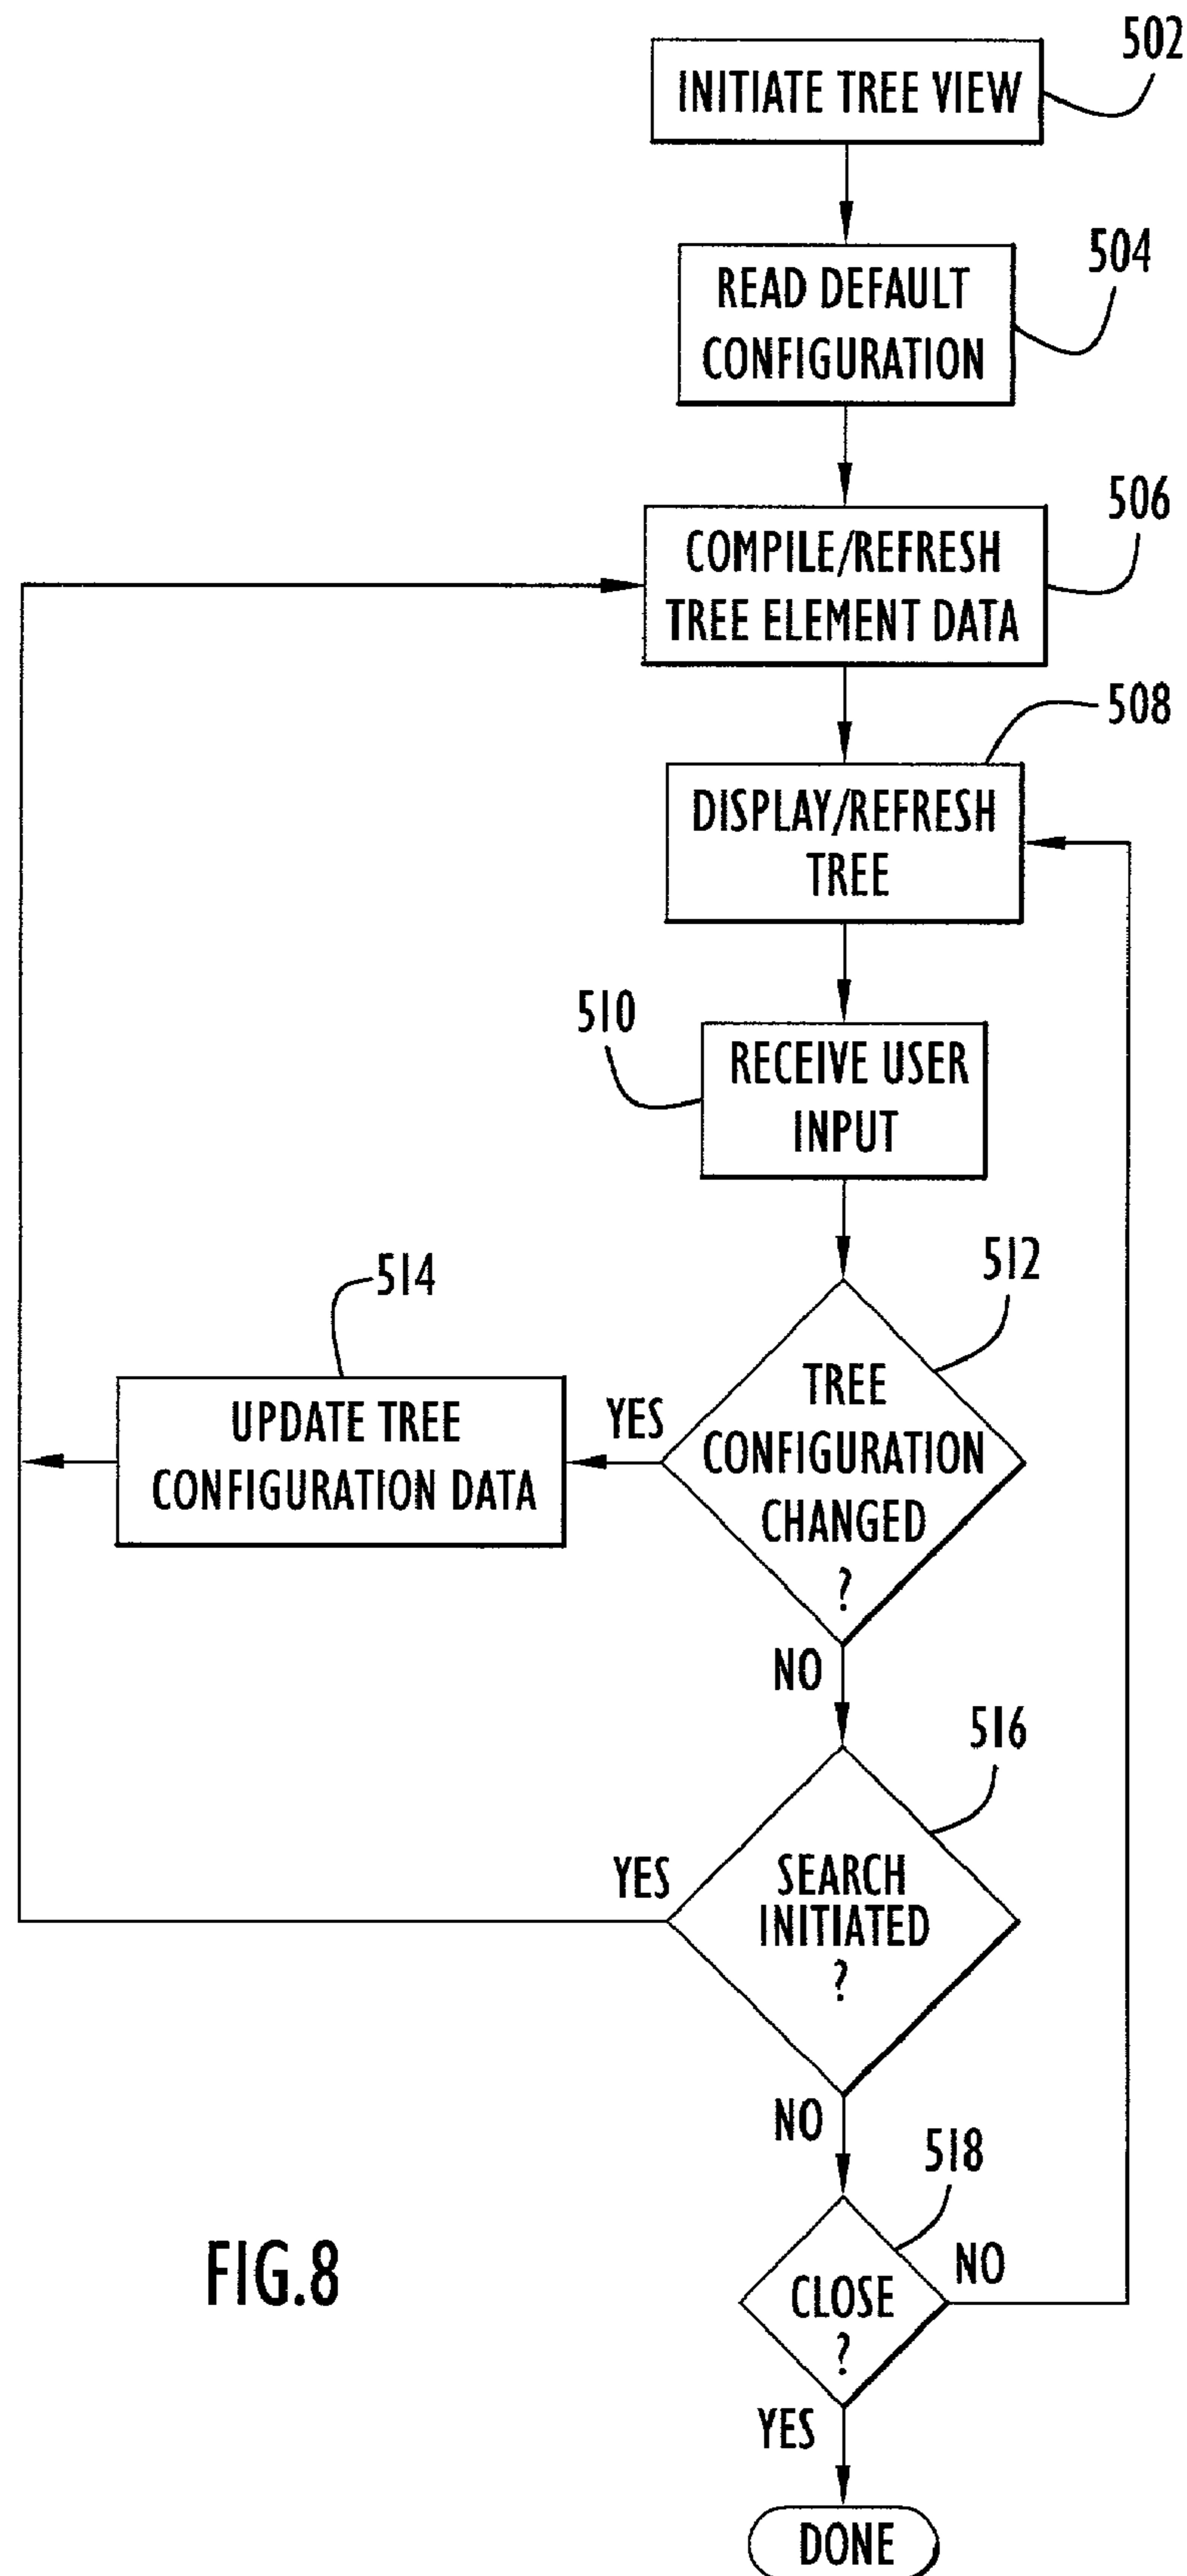 502
INITIATE TREE VIEW
504
READ DEFAULT
CONFIGURATION
506
COMPILE/REFRESH
TREE ELEMENT DATA
508
DISPLAY/REFRESH
TREE
510
RECEIVE USER
INPUT
512
514
TREE
CONFIGURATION
CHANGED
?
YES
UPDATE TREE
CONFIGURATION DATA
NO
516
YES
SEARCH
INITIATED
?
NO
518
NO
CLOSE
?
FIG.8
YES
DONE